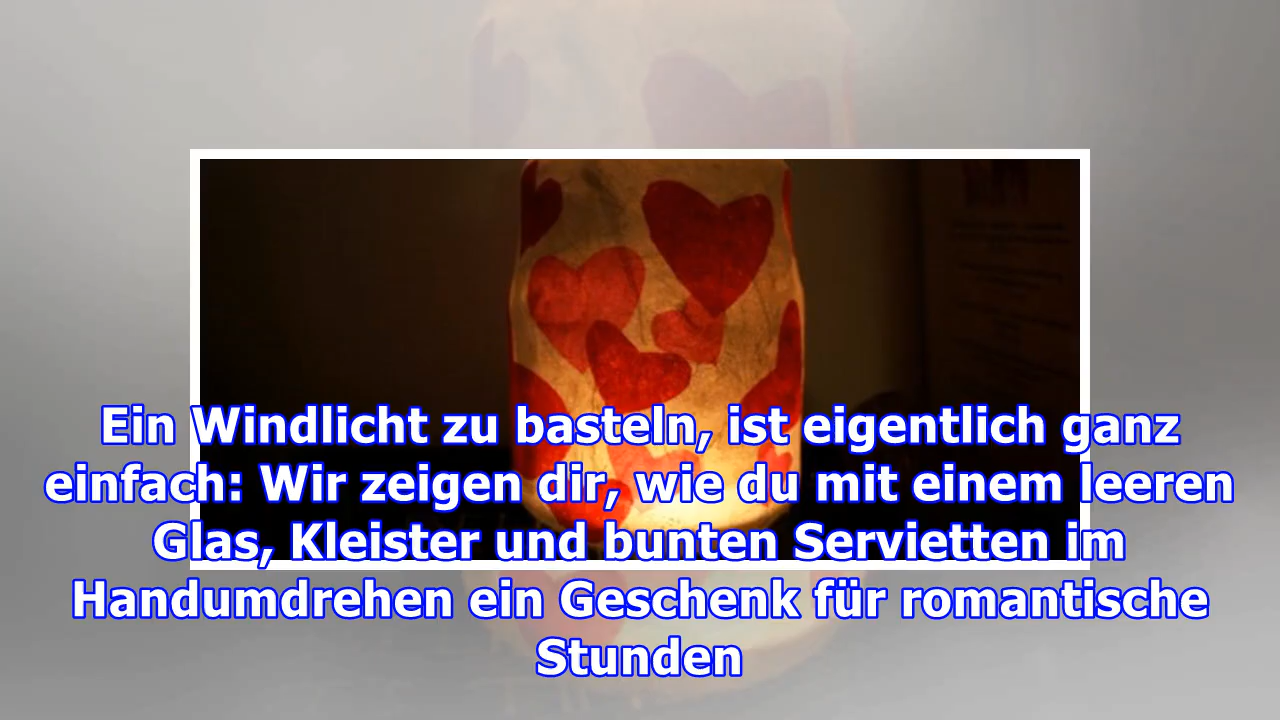 Ein Windlicht zu basteln, ist eigentlich ganz
einfach: Wir zeigen dir, wie du mit einem leeren
Glas, Kleister und bunten Servietten im
Handumdrehen ein Geschenk für romantische
Stunden